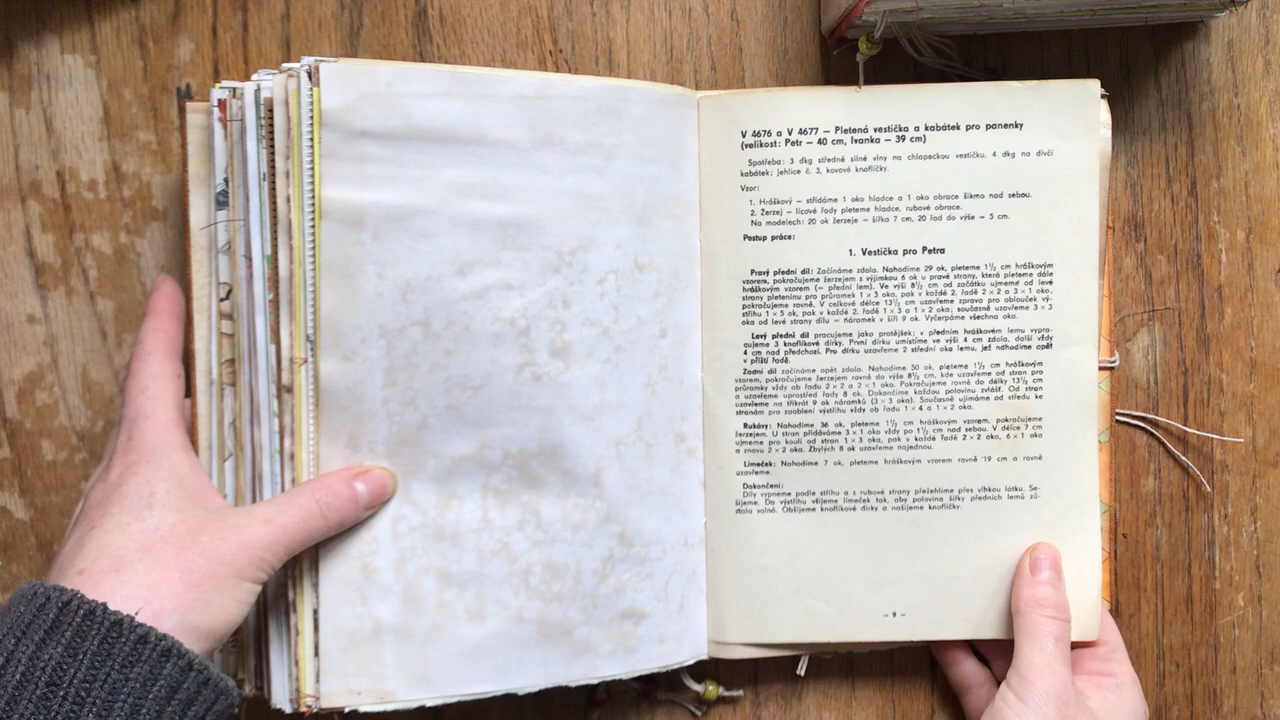 V 4676 a V 4677 — Pletená vestička a kabátek pro panenky
(velikost: Petr — 40 cm, Ivanka — 39 cm)
Spotřeba: 3 dkg středně silné vlny na chlapeckou vestičku, 4 dkg na dívčí
kabátek; jehlice č. 3, kovové knoflíčky.
Vzor:
1. Hráškový — střídáme 1 oko hladce a 1 oko obrace šikmo nad sebou.
2. Žerzej — lícové řady pleteme hladce, rubové obrace.
Na modelech: 20 ok žerzeje = šířka 7 cm, 20 řad do výše = 5 cm.
Postup práce:
1. Vestička pro Petra
Pravý přední díl: Začínáme zdola. Nahodíme 29 ok, pleteme 1½ cm hráškovým
vzorem, pokračujeme žerzejem s výjimkou 6 ok u pravé strany, která pleteme dále
hráškovým vzorem (= přední lem). Ve výši 8½ cm od začátku ujmeme od levé
strany pleteniny pro průramek 1 × 3 oka, pak v každé 2. řadě 2 × 2 a 3 × 1 oko,
pokračujeme rovně. V celkové délce 13½ cm uzavřeme zprava pro oblouček vý-
střihu 1 × 5 ok, pak v každé 2. řadě 1 × 3 a 1 × 2 oka; současně uzavřeme 3 × 3
oka od levé strany dílu = náramek v šíři 9 ok. Vyčerpáme všechna oka.
Levý přední díl pracujeme jako protějšek; v předním hráškovém lemu vypra-
cujeme 3 knoflíkové dírky. První dírku umístíme ve výši 4 cm zdola, další vždy
4 cm nad předchozí. Pro dírku uzavřeme 2 střední oka lemu, jež nahodíme opět
v příští řadě.
Zadní díl začínáme opět zdola. Nahodíme 50 ok, pleteme 1½ cm hráškovým
vzorem, pokračujeme žerzejem rovně do výše 8½ cm, kde uzavřeme od stran pro
průramky vždy ob řadu 2 × 2 a 2 × 1 oko. Pokračujeme rovně do délky 13½ cm
a uzavřeme uprostřed řady 8 ok. Dokončíme každou polovinu zvlášť. Od stran
uzavřeme na třikrát 9 ok náramků (3 × 3 oka). Současně ujímáme od středu ke
stranám pro zaoblení výstřihu vždy ob řadu 1 × 4 a 1 × 2 oka.
Rukávy: Nahodíme 36 ok, pleteme 1½ cm hráškovým vzorem, pokračujeme
žerzejem. U stran přidáváme 3 × 1 oko vždy po 1½ cm nad sebou. V délce 7 cm
ujmeme pro kouli od stran 1 × 3 oka, pak v každé řadě 2 × 2 oka, 6 × 1 oko
a znovu 2 × 2 oka. Zbylých 8 ok uzavřeme najednou.
Límeček: Nahodíme 7 ok, pleteme hráškovým vzorem rovně 19 cm a rovně
uzavřeme.
Dokončení:
Díly vypneme podle střihu a z rubové strany přežehlíme přes vlhkou látku. Se-
šijeme. Do výstřihu všijeme límeček tak, aby polovina šířky předních lemů zů-
stala volná. Obšijeme knoflíkové dírky a našijeme knoflíčky.
— 9 —